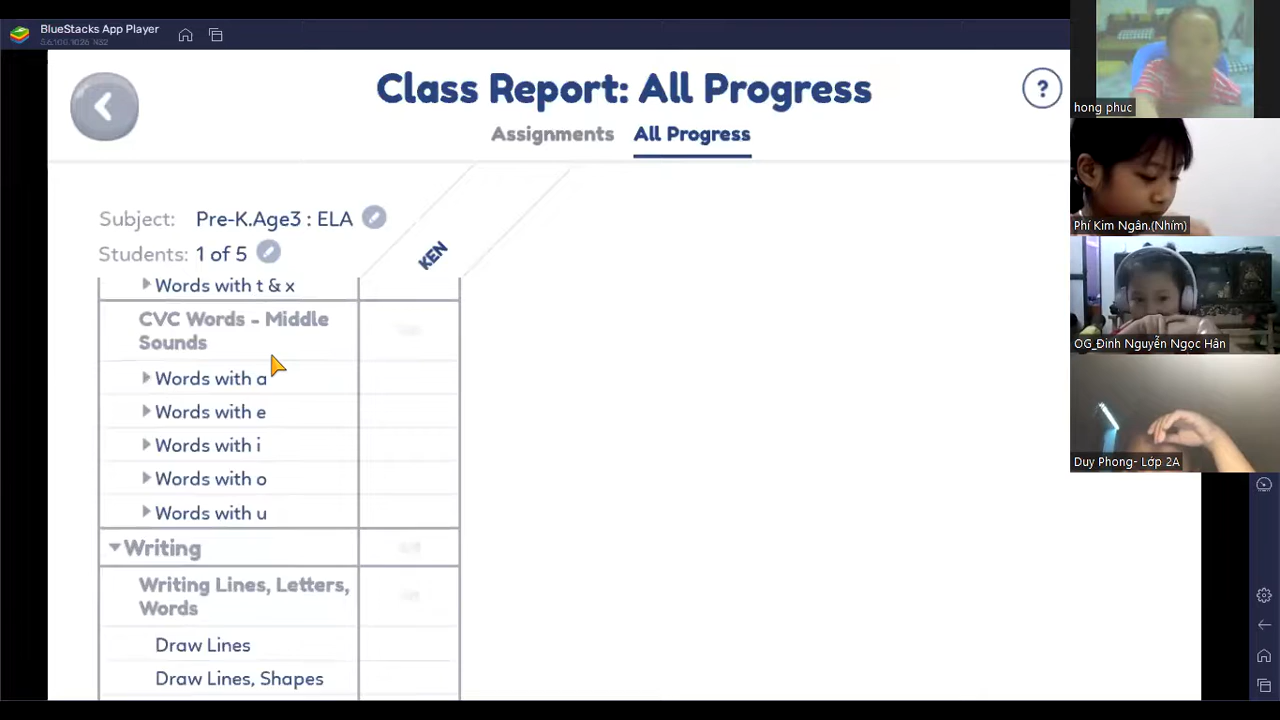 BlueStacks App Player
Class Report: All Progress
?
Assignments All Progress
Subject: Pre-K.Age3 : ELA
Students: 1 of 5
KEN
Words with t & x
CVC Words - Middle
Sounds
Words with a
Words with e
Words with i
Words with o
Words with u
Writing
Writing Lines, Letters,
Words
Draw Lines
Draw Lines, Shapes
hong phuc
Phí Kim Ngân.(Nhím)
OG_Đinh Nguyễn Ngọc Hân
Duy Phong- Lớp 2A